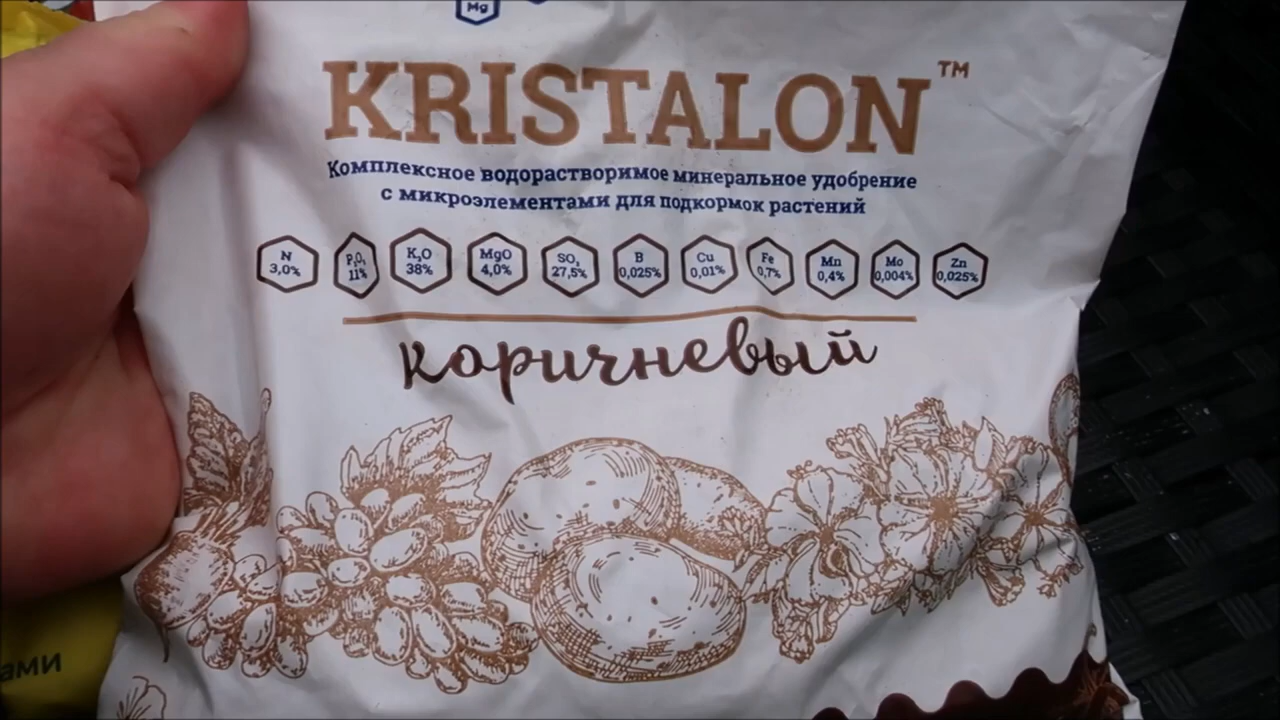 Mg
KRISTALON™
Комплексное водорастворимое минеральное удобрение
с микроэлементами для подкормок растений
N P₂O₅ K₂O MgO SO₃ B Cu Fe Mn Mo Zn
3,0% 11% 38% 4,0% 27,5% 0,025% 0,01% 0,7% 0,4% 0,004% 0,025%
коричневый
ами